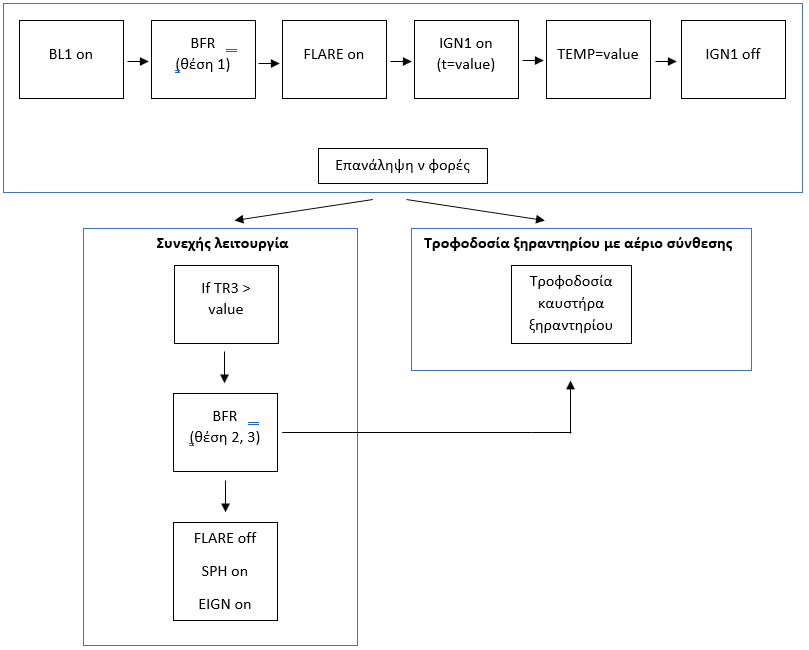 BL1 on
BFR
(θέση 1)
FLARE on
IGN1 on
(t=value)
TEMP=value
IGN1 off
Επανάληψη ν φορές
Συνεχής λειτουργία
If TR3 >
value
BFR
(θέση 2, 3)
FLARE off
SPH on
EIGN on
Τροφοδοσία ξηραντηρίου με αέριο σύνθεσης
Τροφοδοσία
καυστήρα
ξηραντηρίου